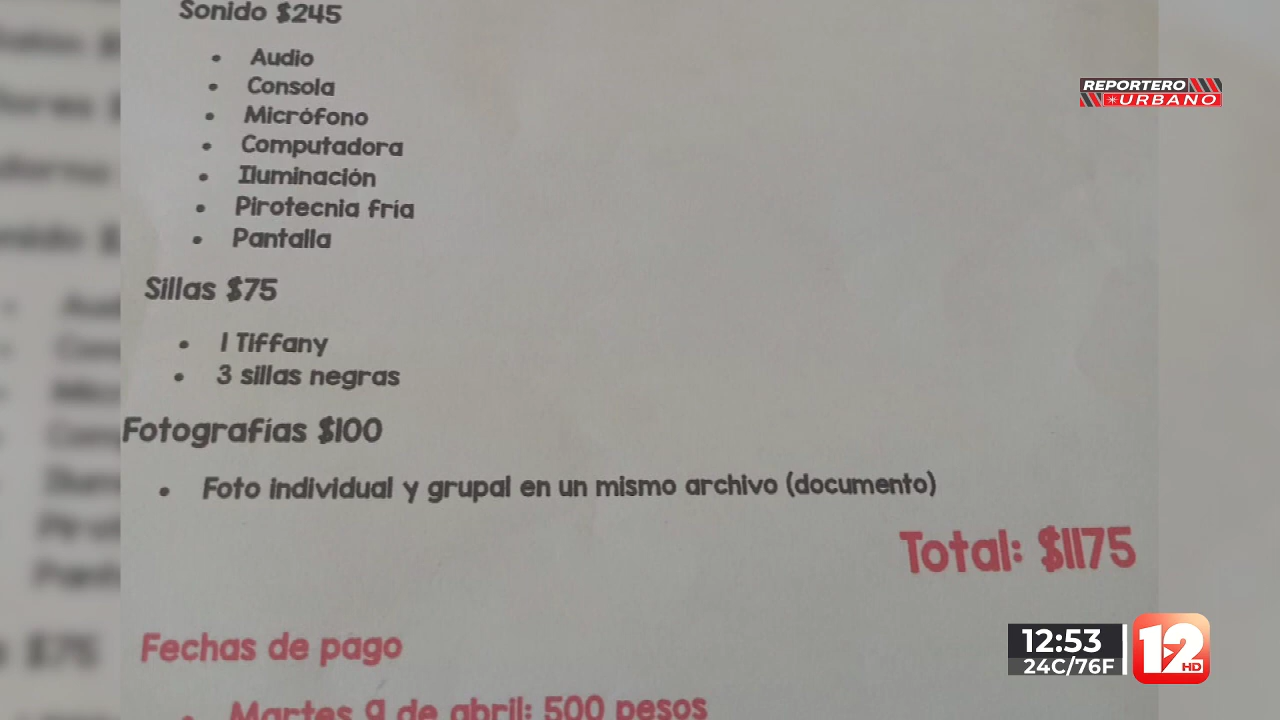 Sonido $245
• Audio
• Consola
• Micrófono
• Computadora
• Iluminación
• Pirotecnia fría
• Pantalla
Sillas $75
• 1 Tiffany
• 3 sillas negras
Fotografías $100
• Foto individual y grupal en un mismo archivo (documento)
Total: $1175
Fechas de pago
• Martes 9 de abril: 500 pesos
REPORTERO
URBANO
12:53
24C/76F
12
HD